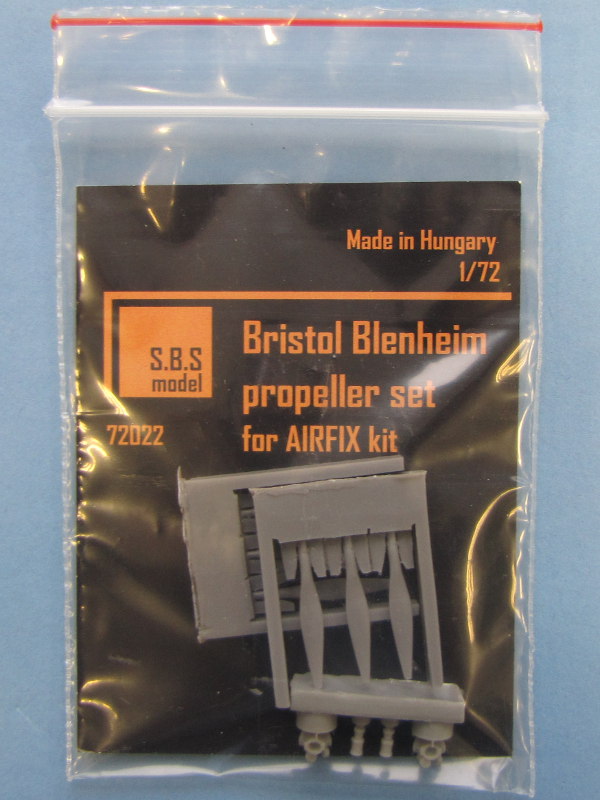 Made in Hungary
1/72
S.B.S
model
72022
Bristol Blenheim
propeller set
for AIRFIX kit